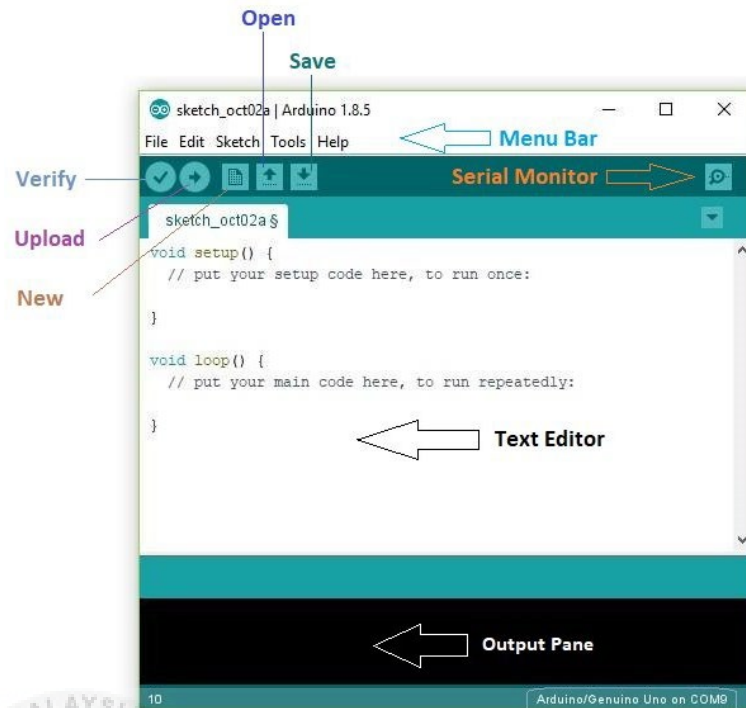 Open
Save
sketch_oct02a | Arduino 1.8.5
File Edit Sketch Tools Help
Menu Bar
Verify
Serial Monitor
Upload
sketch_oct02a §
New
void setup() {
// put your setup code here, to run once:
}
void loop() {
// put your main code here, to run repeatedly:
}
Text Editor
Output Pane
10
Arduino/Genuino Uno on COM9